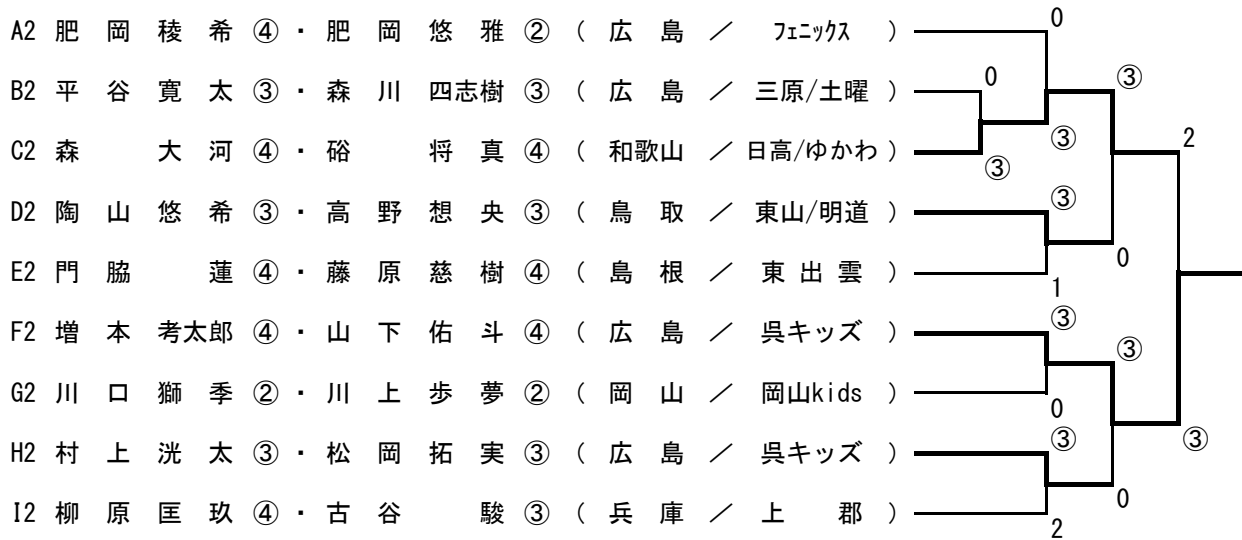 0
A2 肥岡稜希④・肥岡悠雅②（広島／フェニックス）
0 ③
B2 平谷寛太③・森川四志樹③（広島／三原/土曜）
③ 2
C2 森大河④・硲将真④（和歌山／日高/ゆかわ）
③
③
D2 陶山悠希③・高野想央③（鳥取／東山/明道）
0
E2 門脇蓮④・藤原慈樹④（島根／東出雲）
1
③
F2 増本考太郎④・山下佑斗④（広島／呉キッズ）
③
G2 川口獅季②・川上歩夢②（岡山／岡山kids）
0
③ ③
H2 村上洸太③・松岡拓実③（広島／呉キッズ）
0
I2 柳原匡玖④・古谷駿③（兵庫／上郡）
2